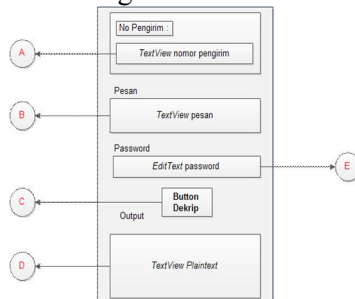 No Pengirim :
A
TextView nomor pengirim
Pesan
B
TextView pesan
Password
EditText password
E
C
Button
Dekrip
Output
D
TextView Plaintext